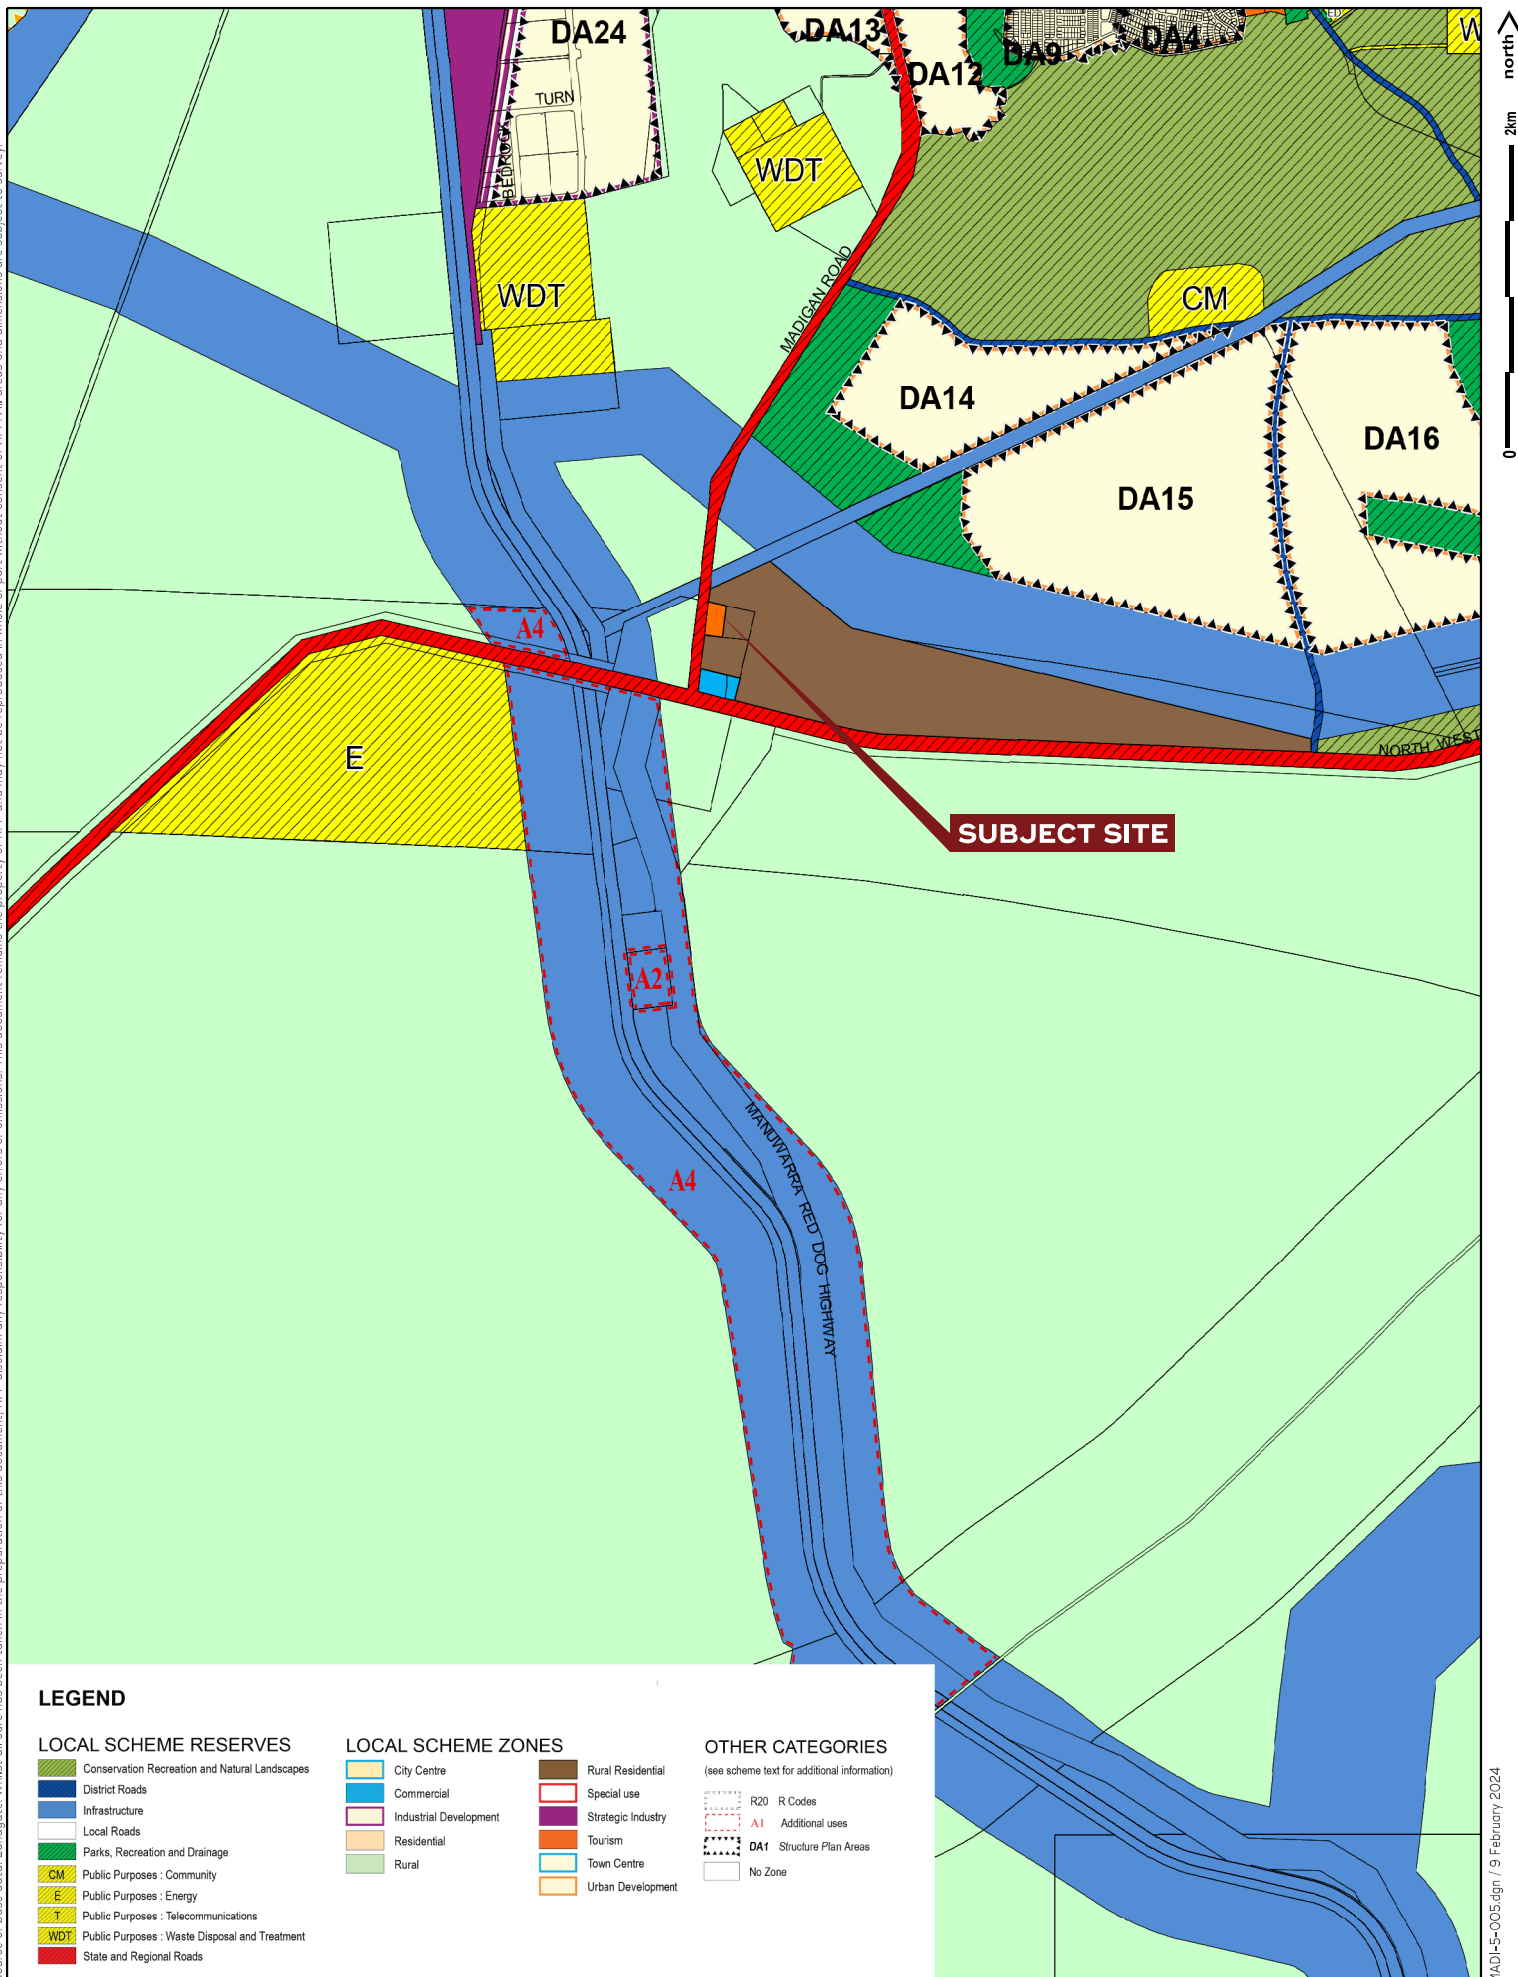 DA24
DA13
DA12
DA9
DA4
W
ED
north
TURN
BEDROCK
WDT
WDT
MADIGAN ROAD
CM
2km
0
DA14
DA15
DA16
A4
E
NORTH WEST
SUBJECT SITE
A2
A4
MANUWARRA RED DOG HIGHWAY
LEGEND
LOCAL SCHEME RESERVES
Conservation Recreation and Natural Landscapes
District Roads
Infrastructure
Local Roads
Parks, Recreation and Drainage
CM Public Purposes : Community
E Public Purposes : Energy
T Public Purposes : Telecommunications
WDT Public Purposes : Waste Disposal and Treatment
State and Regional Roads
LOCAL SCHEME ZONES
City Centre
Commercial
Industrial Development
Residential
Rural
Rural Residential
Special use
Strategic Industry
Tourism
Town Centre
Urban Development
OTHER CATEGORIES
(see scheme text for additional information)
R20 R Codes
A1 Additional uses
DA1 Structure Plan Areas
No Zone
MADI-5-005.dgn / 9 February 2024